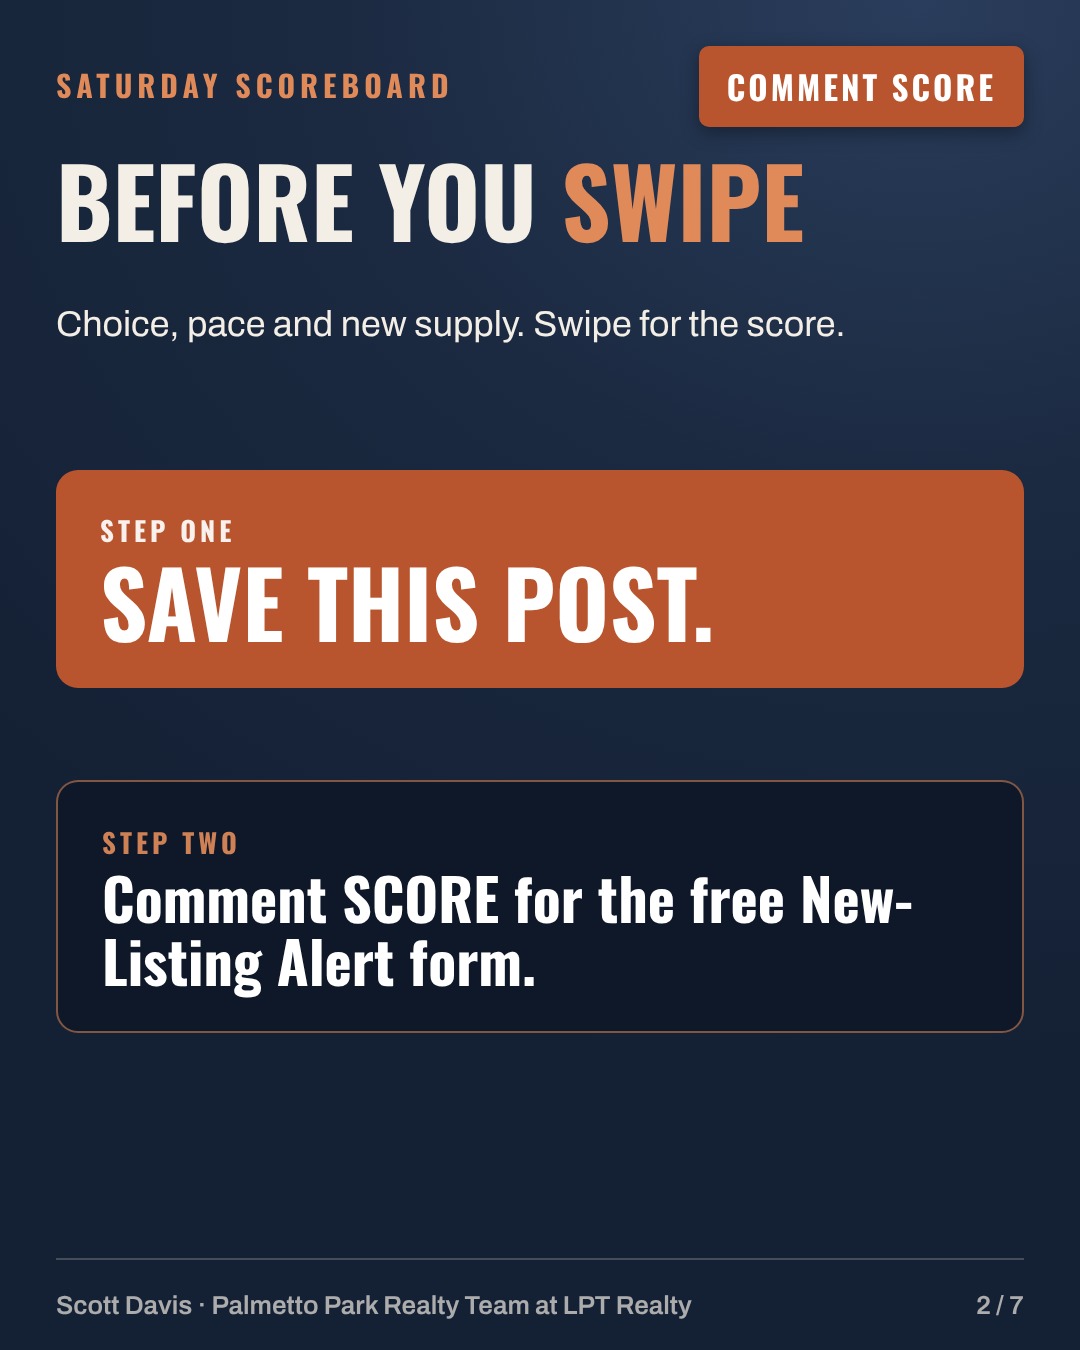 SATURDAY SCOREBOARD
COMMENT SCORE
BEFORE YOU SWIPE
Choice, pace and new supply. Swipe for the score.
STEP ONE
SAVE THIS POST.
STEP TWO
Comment SCORE for the free New-
Listing Alert form.
Scott Davis · Palmetto Park Realty Team at LPT Realty
2 / 7